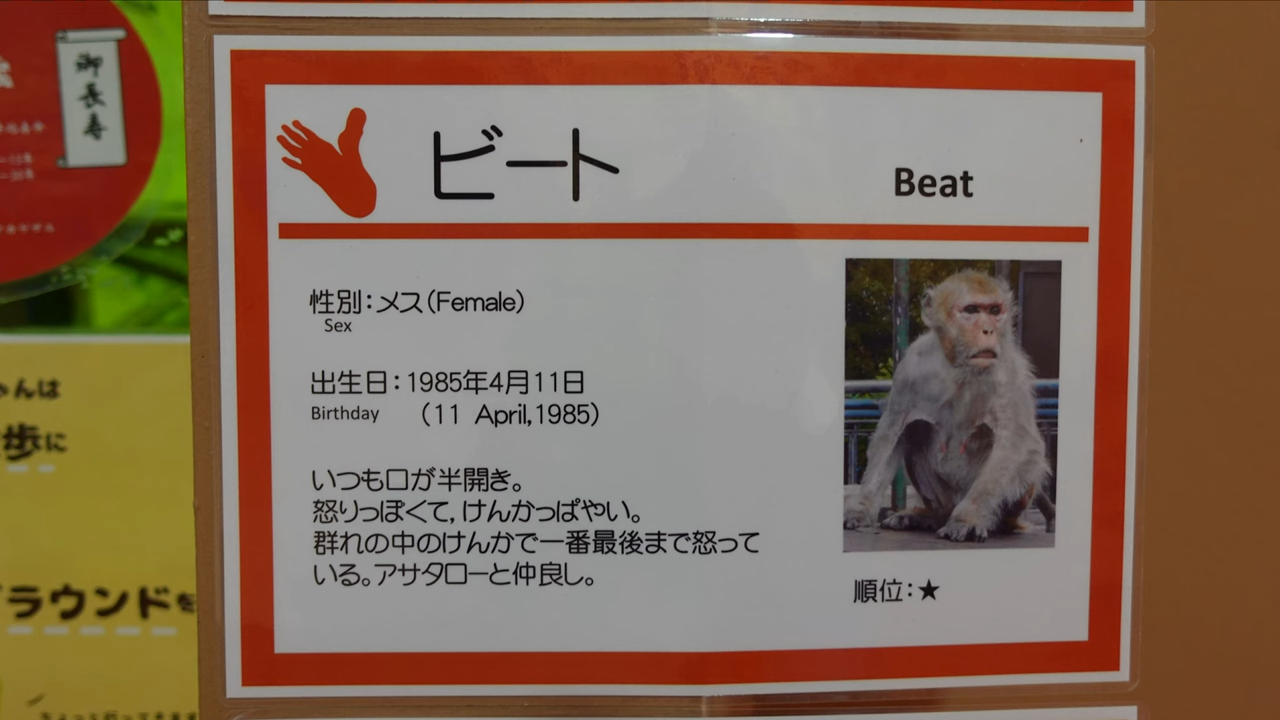 御長寿
ゃんは
歩に
ラウンドを
ビート
Beat
性別：メス（Female）
Sex
出生日：1985年4月11日
Birthday （11 April,1985）
いつも口が半開き。
怒りっぽくて，けんかっぱやい。
群れの中のけんかで一番最後まで怒って
いる。アサタローと仲良し。
順位：★